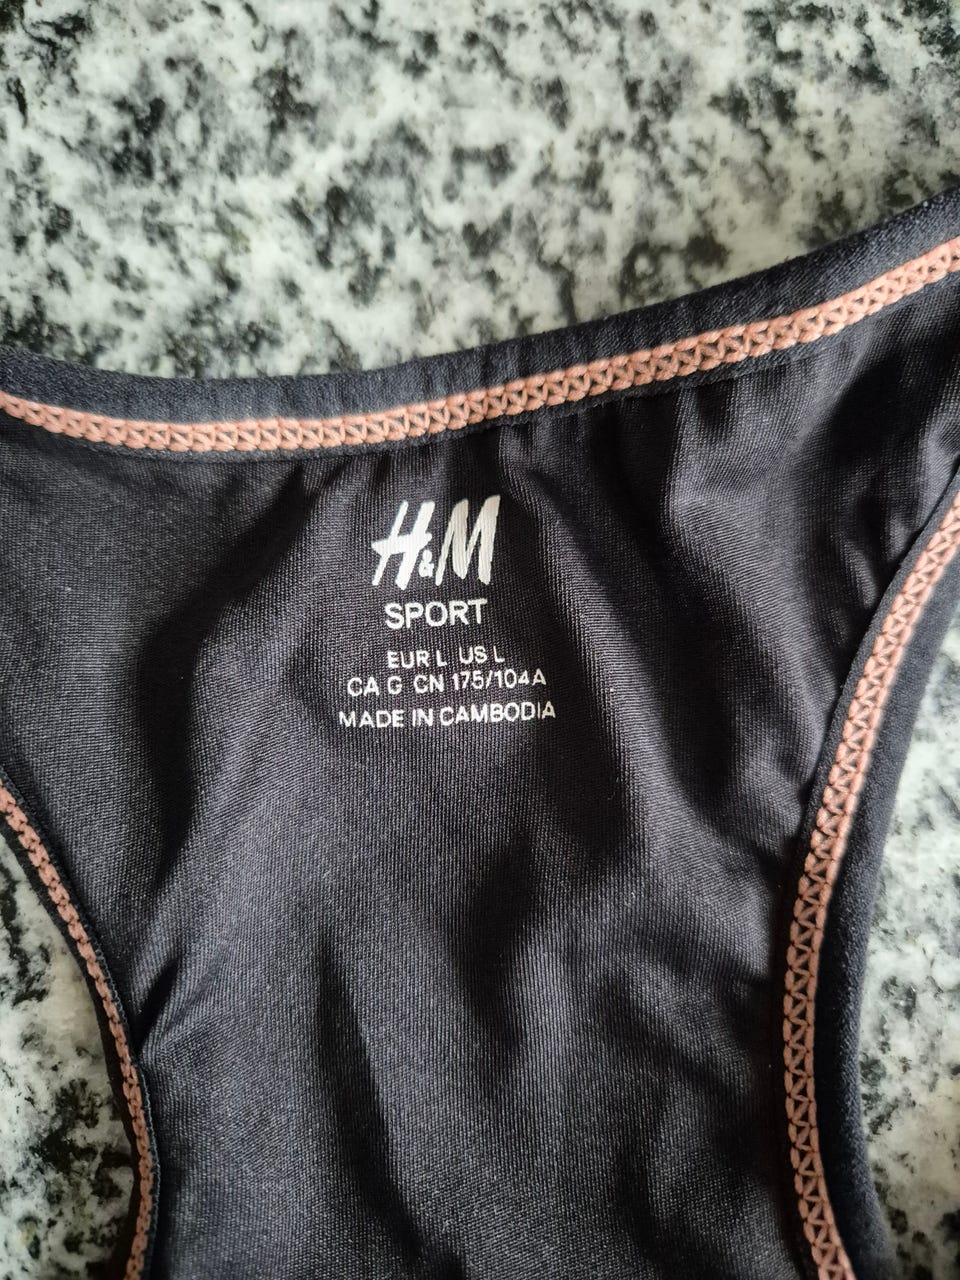 H&M
SPORT
EUR L US L
CA G CN 175/104A
MADE IN CAMBODIA